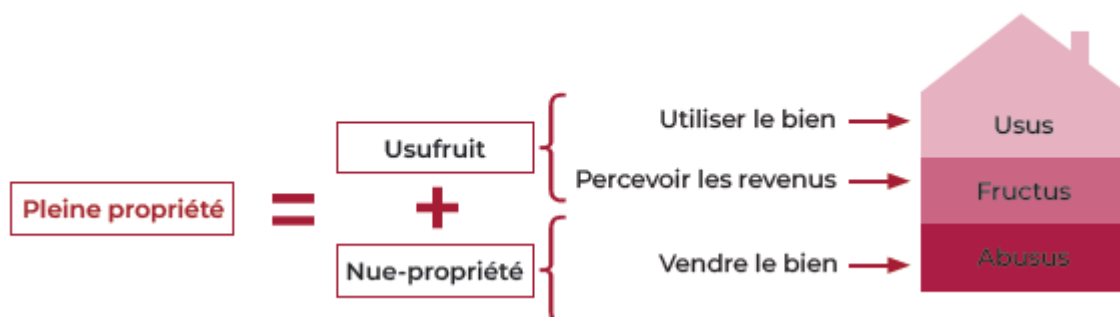 Pleine propriété
=
Usufruit
+
Nue-propriété
Utiliser le bien
Percevoir les revenus
Vendre le bien
Usus
Fructus
Abusus